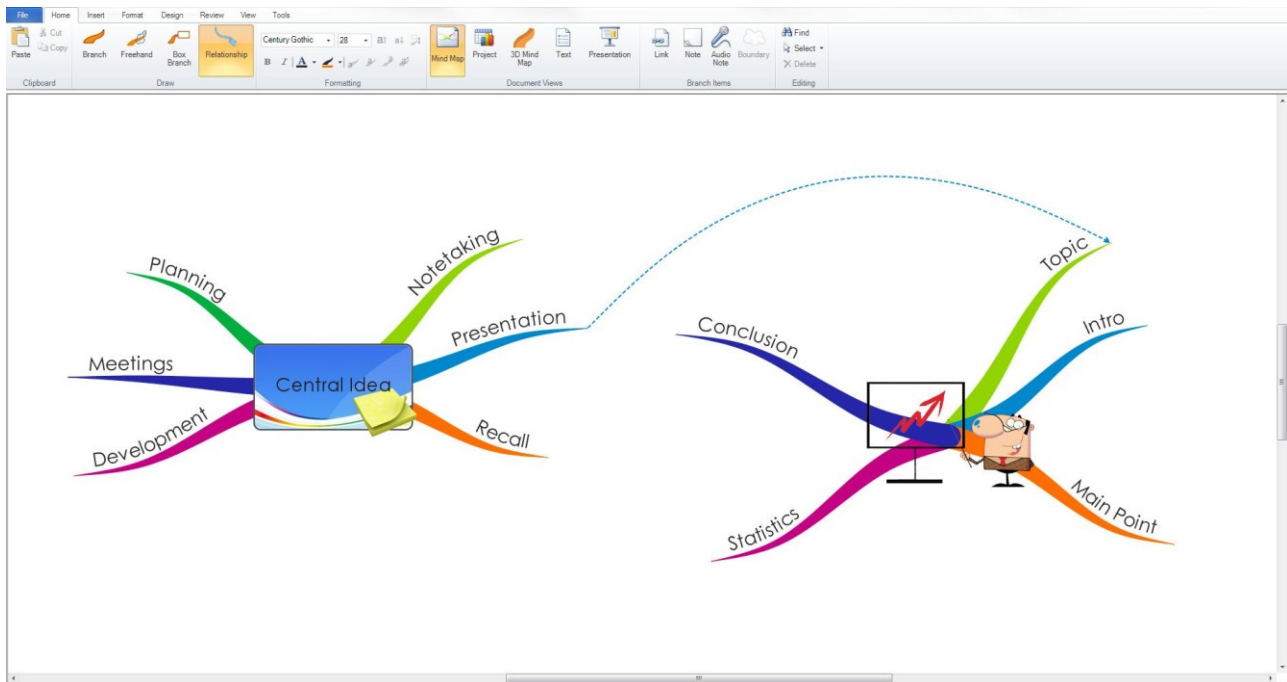 File Home Insert Format Design Review View Tools
Paste
Cut
Copy
Clipboard
Branch
Freehand
Box Branch
Relationship
Draw
Century Gothic 28
B I A
Formatting
Mind Map
Project
3D Mind Map
Text
Presentation
Document Views
Link
Note
Audio Note
Boundary
Branch Items
Find
Select
Delete
Editing
Planning
Notetaking
Meetings
Central Idea
Presentation
Development
Recall
Topic
Conclusion
Intro
Statistics
Main Point